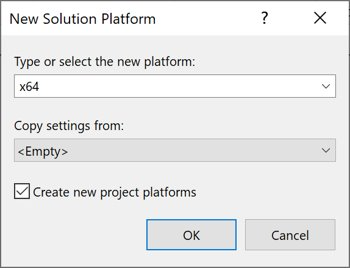 New Solution Platform
Type or select the new platform:
x64
Copy settings from:
<Empty>
Create new project platforms
OK
Cancel